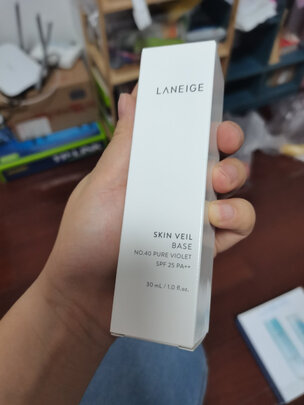 LANEIGE
SKIN VEIL
BASE
NO.40 PURE VIOLET
SPF 25 PA++
30 mL / 1.0 fl.oz.